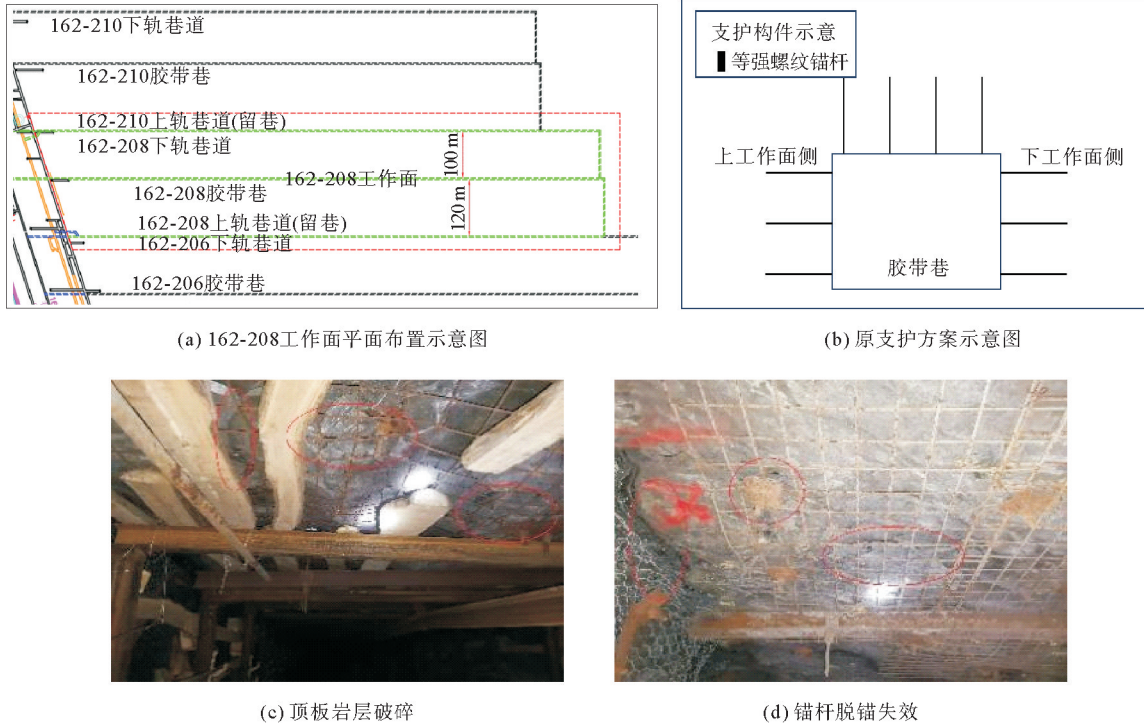 162-210下轨巷道
162-210胶带巷
162-210上轨巷道(留巷)
162-208下轨巷道
100 m
162-208工作面
162-208胶带巷
120 m
162-208上轨巷道(留巷)
162-206下轨巷道
162-206胶带巷
(a) 162-208工作面平面布置示意图
支护构件示意
等强螺纹锚杆
上工作面侧
下工作面侧
胶带巷
(b) 原支护方案示意图
(c) 顶板岩层破碎
(d) 锚杆脱锚失效